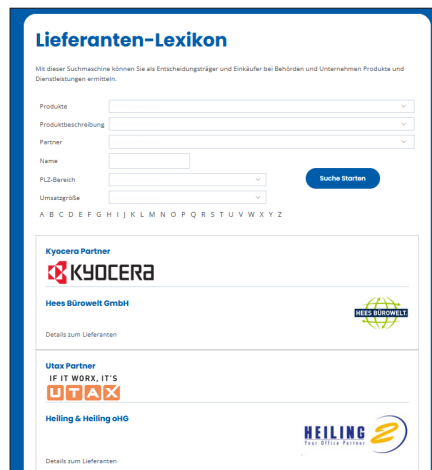 Lieferanten-Lexikon
Mit dieser Suchmaschine können Sie als Entscheidungsträger und Einkäufer bei Behörden und Unternehmen Produkte und
Dienstleistungen ermitteln.
Produkte
Produktbeschreibung
Partner
Name
PLZ-Bereich
Suche Starten
Umsatzgröße
A B C D E F G H I J K L M N O P Q R S T U V W X Y Z
Kyocera Partner
KYOCERA
Hees Bürowelt GmbH
HEES BÜROWELT
Details zum Lieferanten
Utax Partner
IF IT WORX, IT'S
UTAX
Heiling & Heiling oHG
HEILING 2
Your Office Partner
Details zum Lieferanten